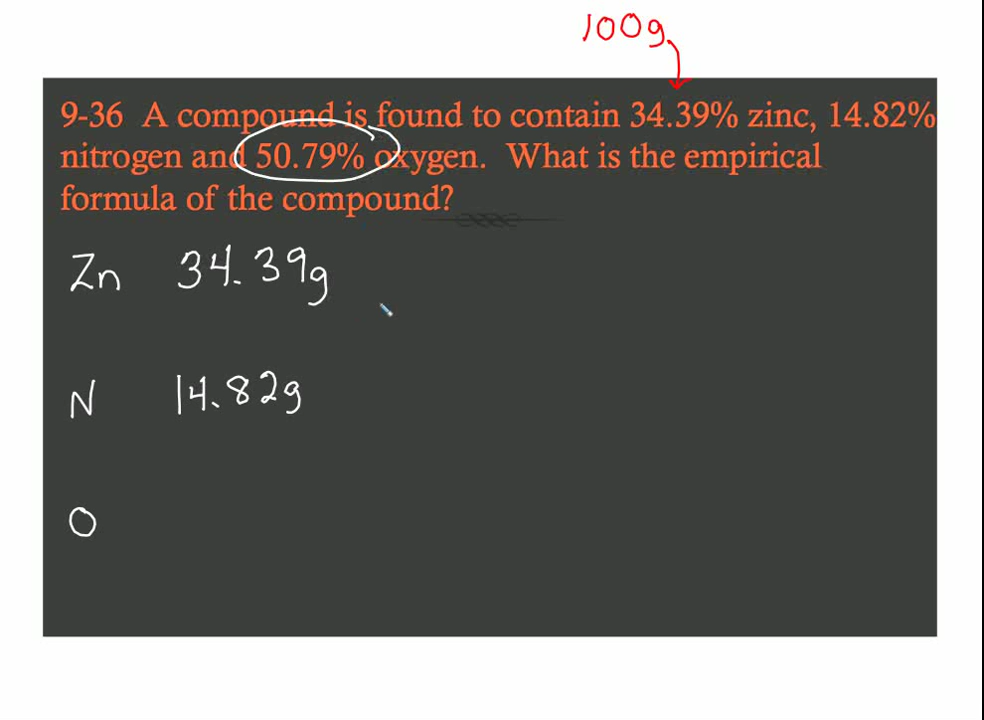 100g
9-36 A compound is found to contain 34.39% zinc, 14.82%
nitrogen and 50.79% oxygen. What is the empirical
formula of the compound?
Zn 34.39g
N 14.82g
O